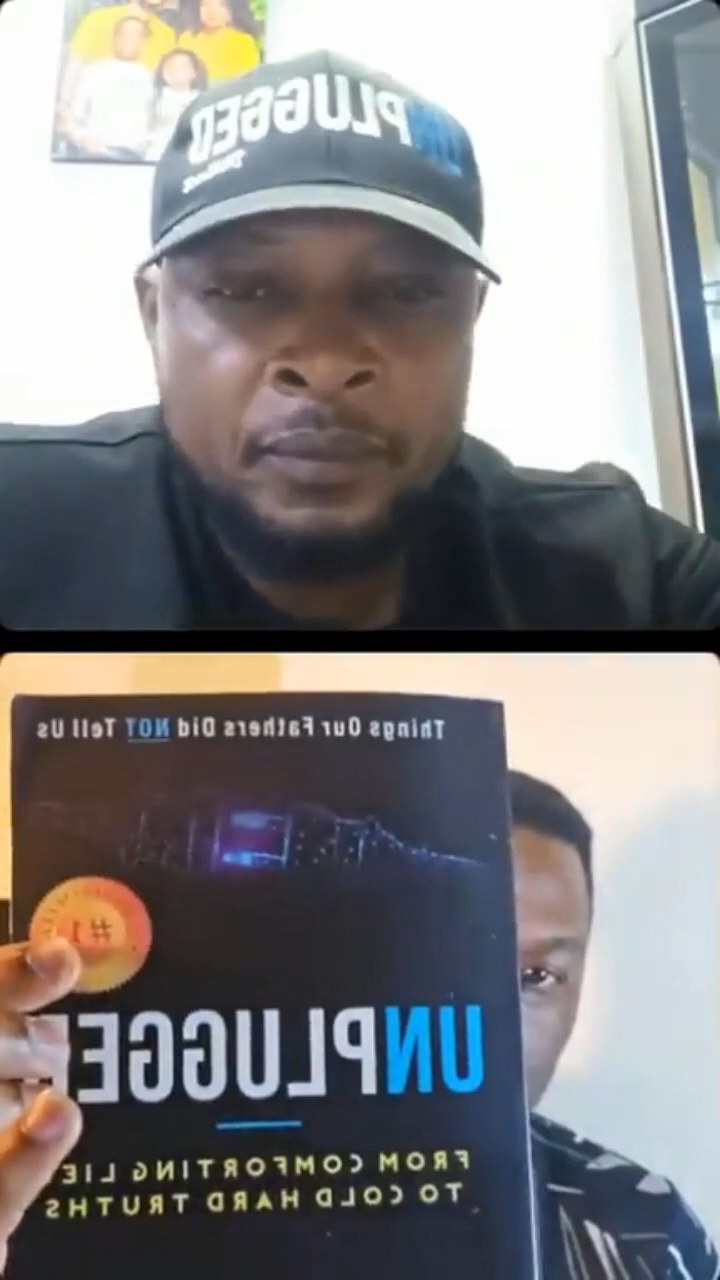 UNPLUGGED
Things Our Fathers Did NOT Tell Us
#1
UNPLUGGE
FROM COMFORTING LIE
TO COLD HARD TRUTHS